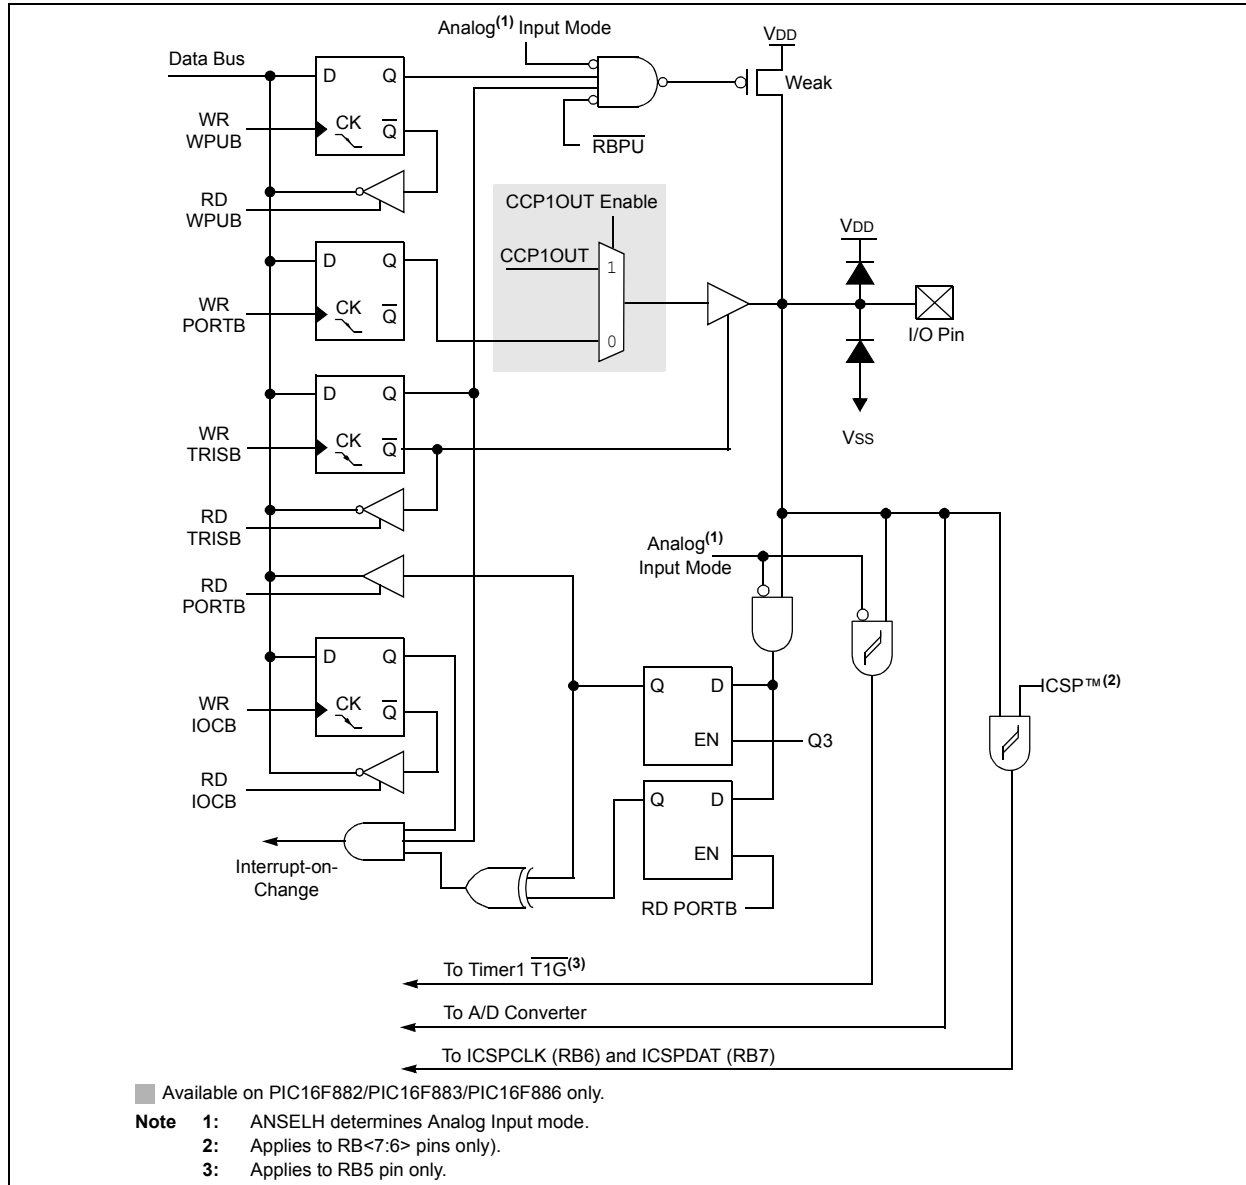 Analog(1) Input Mode
VDD
Data Bus
D Q
Weak
WR
WPUB
CK Q
RBPU
RD
WPUB
CCP1OUT Enable
VDD
D Q
CCP1OUT
1
WR
PORTB
CK Q
I/O Pin
0
D Q
WR
TRISB
CK Q
VSS
RD
TRISB
Analog(1)
Input Mode
RD
PORTB
D Q
Q D
ICSP™(2)
WR
IOCB
CK Q
EN
Q3
RD
IOCB
Q D
EN
Interrupt-on-
Change
RD PORTB
To Timer1 T1G(3)
To A/D Converter
To ICSPCLK (RB6) and ICSPDAT (RB7)
Available on PIC16F882/PIC16F883/PIC16F886 only.
Note 1: ANSELH determines Analog Input mode.
2: Applies to RB<7:6> pins only).
3: Applies to RB5 pin only.